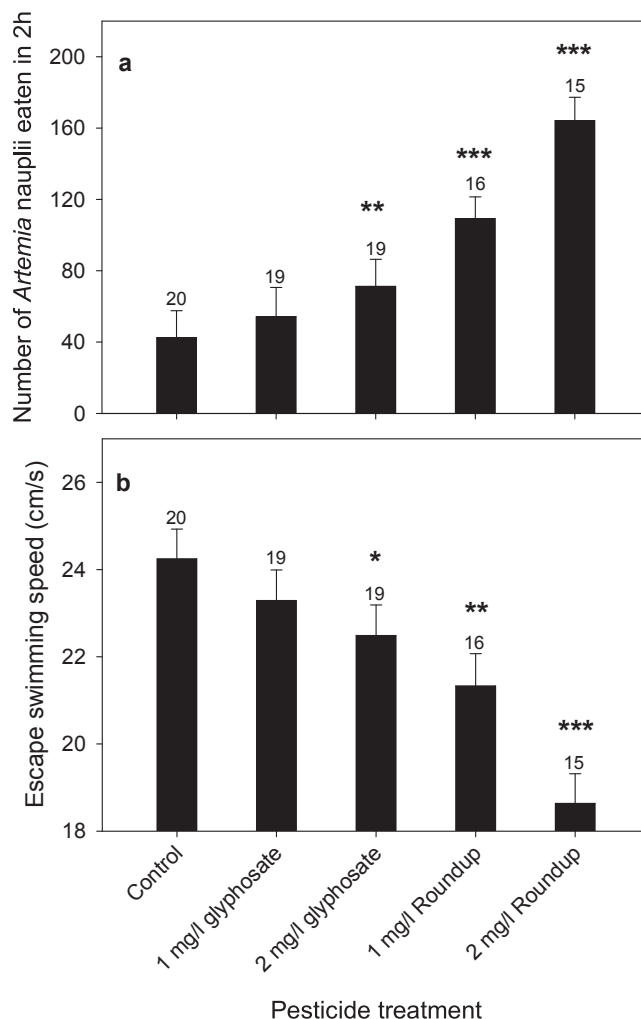 Number of Artemia nauplii eaten in 2h
a
200
160
120
80
40
0
20
19
**
19
***
16
***
15
Escape swimming speed (cm/s)
b
26
24
22
20
18
20
19
*
19
**
16
***
15
Control
1 mg/l glyphosate
2 mg/l glyphosate
1 mg/l Roundup
2 mg/l Roundup
Pesticide treatment